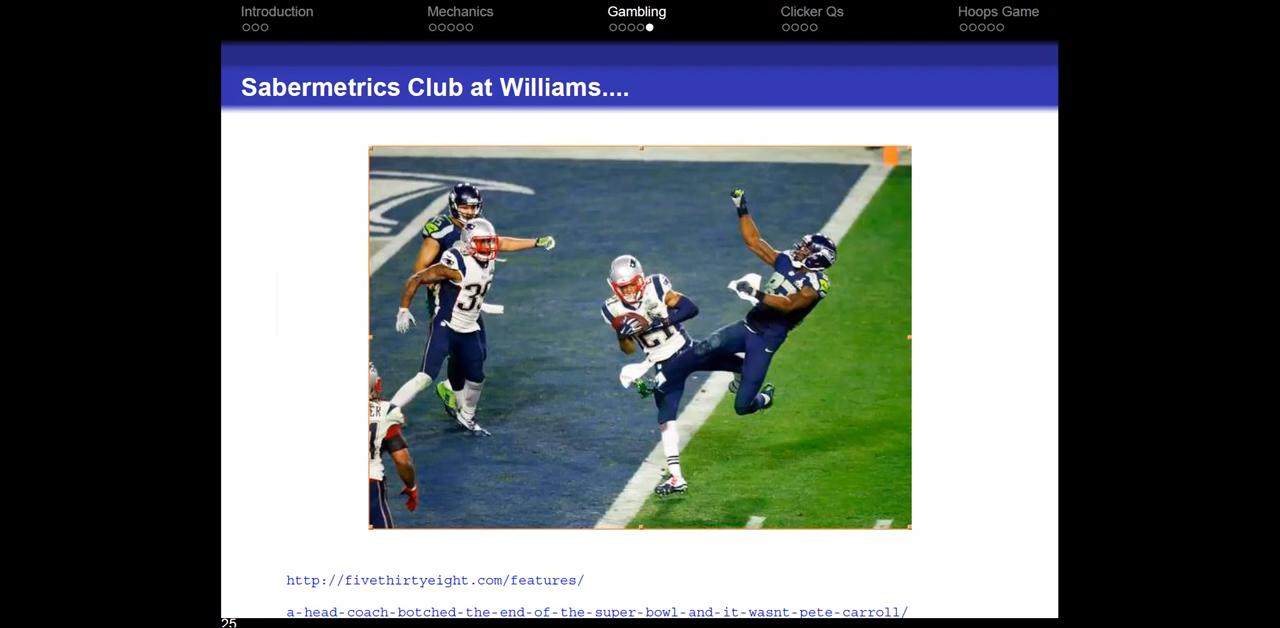 Introduction Mechanics Gambling Clicker Qs Hoops Game
Sabermetrics Club at Williams....
http://fivethirtyeight.com/features/
a-head-coach-botched-the-end-of-the-super-bowl-and-it-wasnt-pete-carroll/
25